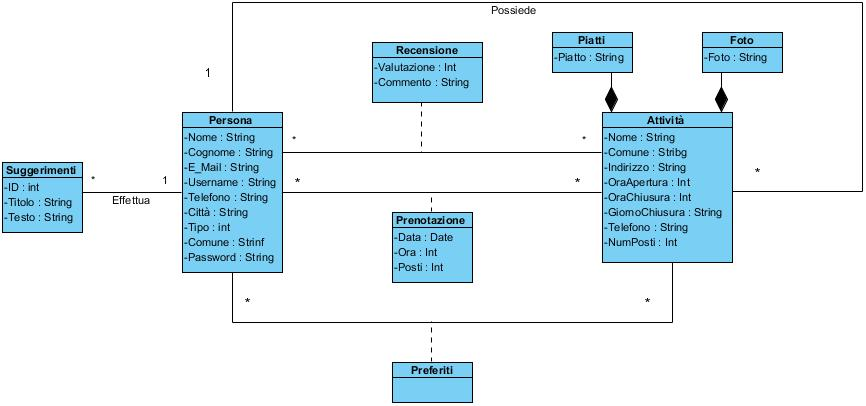 Possiede
1
Recensione
-Valutazione : Int
-Commento : String
Piatti
-Piatto : String
Foto
-Foto : String
Persona
-Nome : String
-Cognome : String
-E_Mail : String
-Username : String
-Telefono : String
-Città : String
-Tipo : int
-Comune : Strinf
-Password : String
*
*
*
*
Attività
-Nome : String
-Comune : Stribg
-Indirizzo : String
-OraApertura : Int
-OraChiusura : Int
-GiornoChiusura : String
-Telefono : String
-NumPosti : Int
*
Suggerimenti
-ID : int
-Titolo : String
-Testo : String
*
1
Effettua
Prenotazione
-Data : Date
-Ora : Int
-Posti : Int
*
*
Preferiti